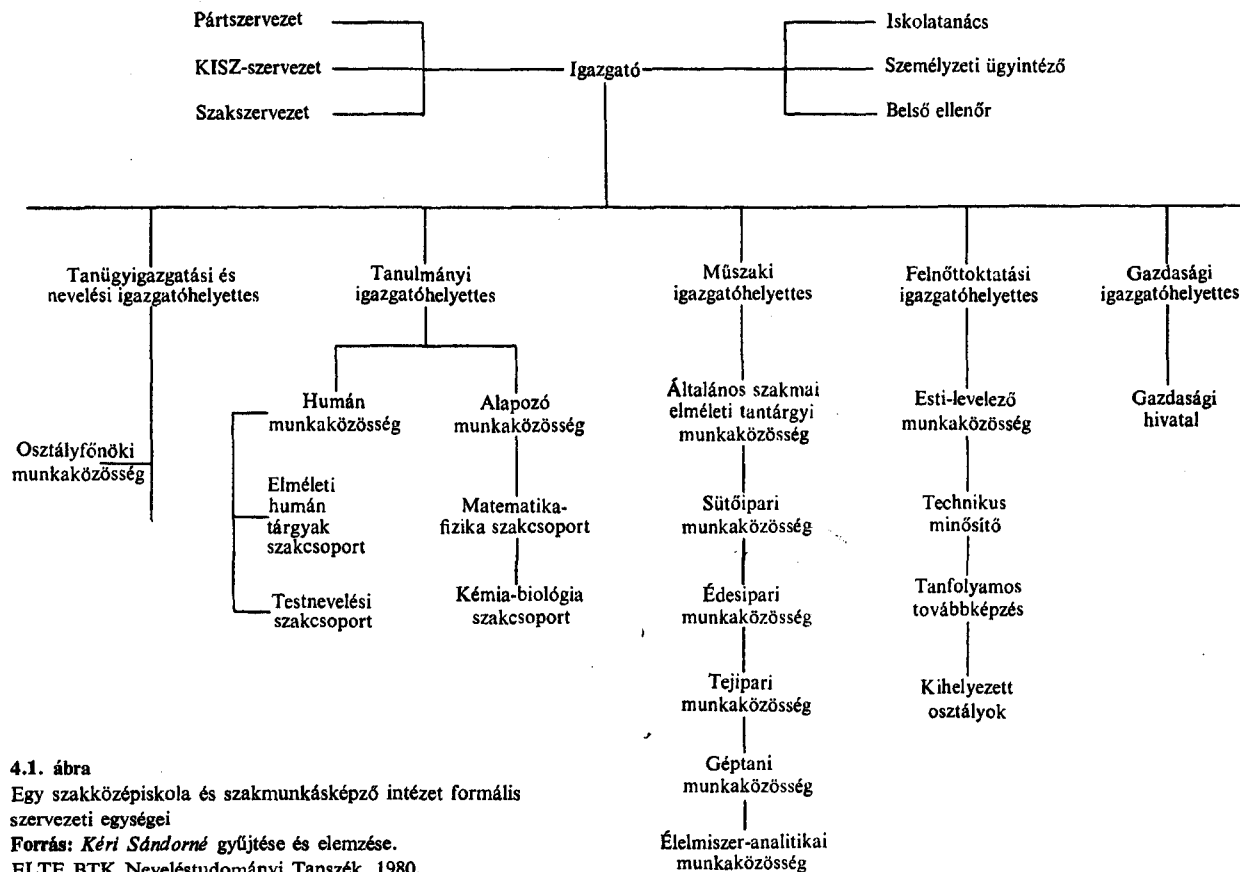 Pártszervezet
KISZ-szervezet
Szakszervezet
Igazgató
Iskolatanács
Személyzeti ügyintéző
Belső ellenőr
Tanügyigazgatási és
nevelési igazgatóhelyettes
Tanulmányi
igazgatóhelyettes
Műszaki
igazgatóhelyettes
Felnőttoktatási
igazgatóhelyettes
Gazdasági
igazgatóhelyettes
Osztályfőnöki
munkaközösség
Humán
munkaközösség
Elméleti
humán
tárgyak
szakcsoport
Testnevelési
szakcsoport
Alapozó
munkaközösség
Matematika-
fizika szakcsoport
Kémia-biológia
szakcsoport
Általános szakmai
elméleti tantárgyi
munkaközösség
Sütőipari
munkaközösség
Édesipari
munkaközösség
Tejipari
munkaközösség
Géptani
munkaközösség
Élelmiszer-analitikai
munkaközösség
Esti-levelező
munkaközösség
Technikus
minősítő
Tanfolyamos
továbbképzés
Kihelyezett
osztályok
Gazdasági
hivatal
4.1. ábra
Egy szakközépiskola és szakmunkásképző intézet formális
szervezeti egységei
Forrás: Kéri Sándorné gyűjtése és elemzése.
ELTE BTK Neveléstudományi Tanszék, 1980